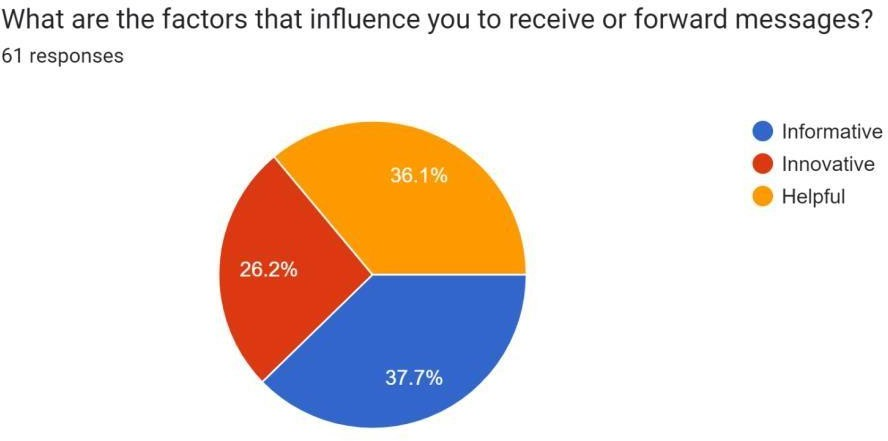 What are the factors that influence you to receive or forward messages?
61 responses
Informative
Innovative
Helpful
36.1%
26.2%
37.7%